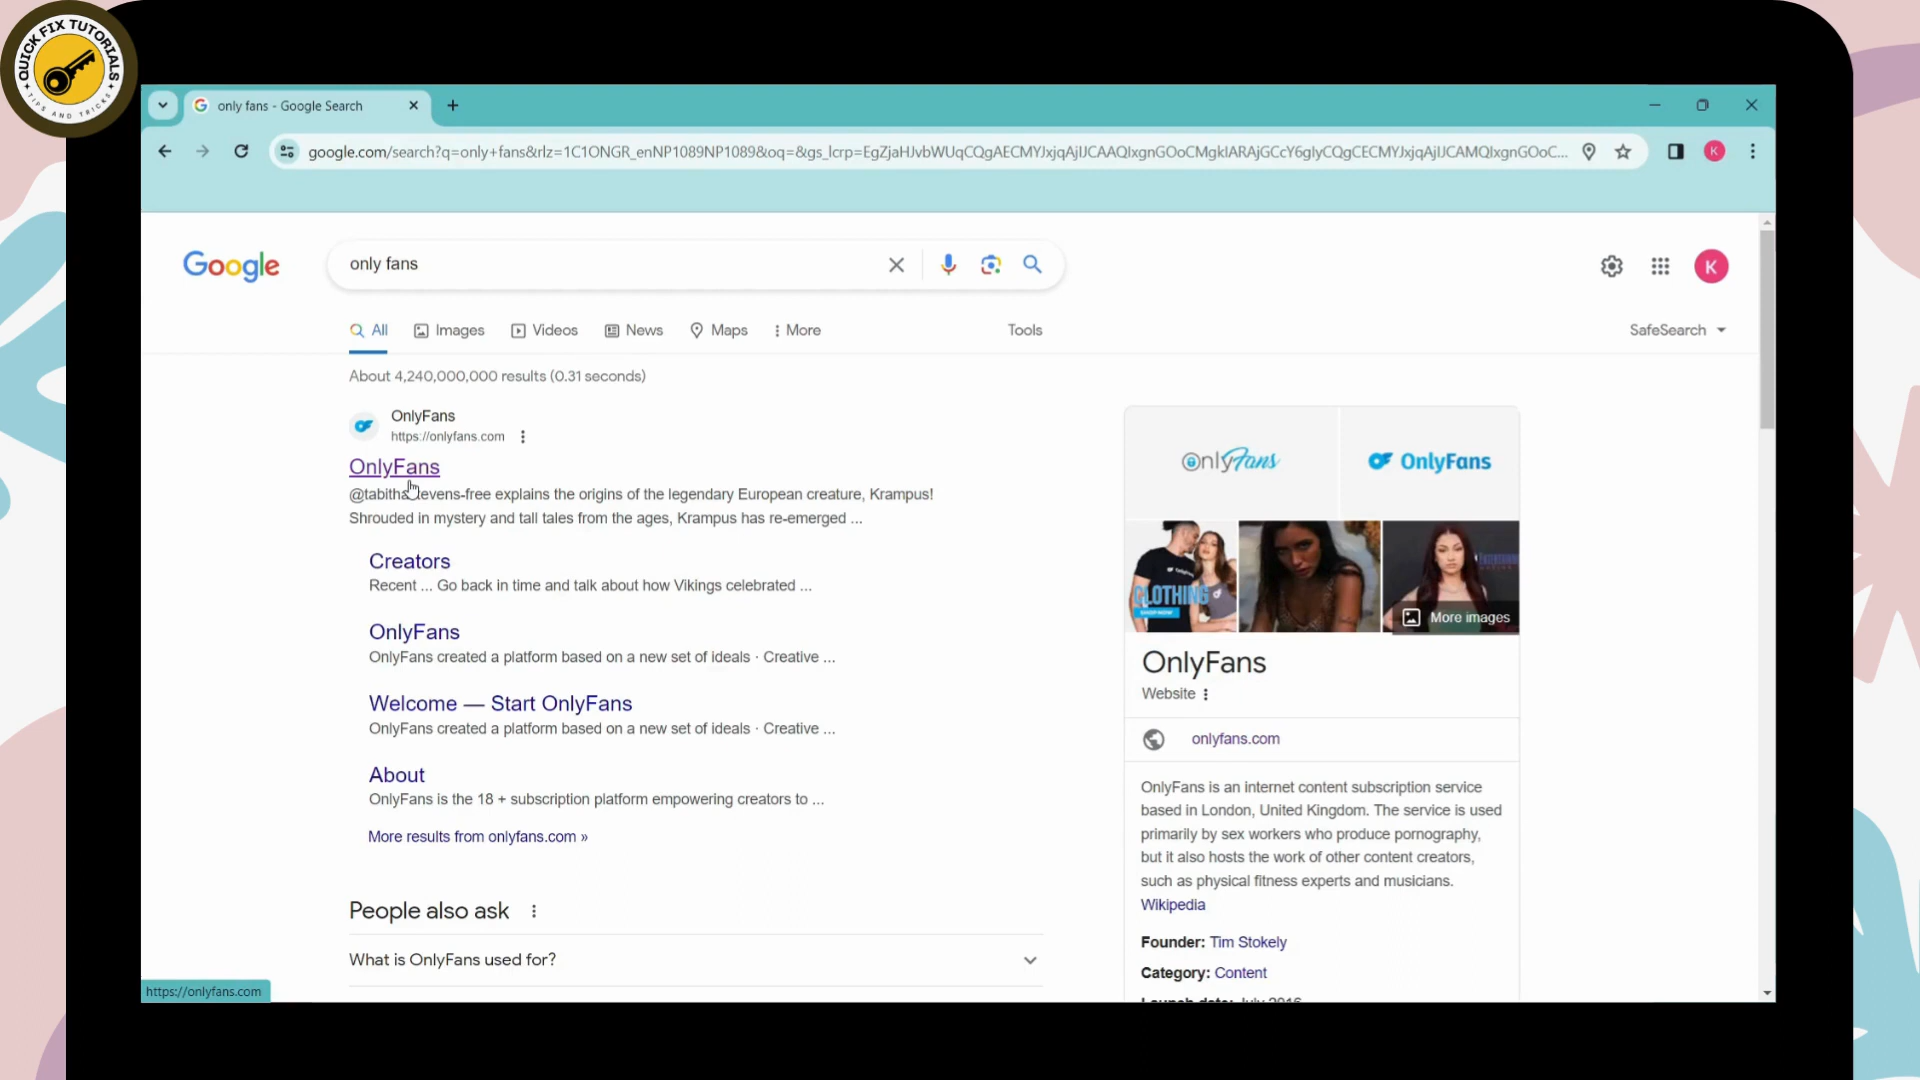 QUICK FIX TUTORIALS
TIPS AND TRICKS
only fans - Google Search
google.com/search?q=only+fans&rlz=1C1ONGR_enNP1089NP1089&oq=&gs_lcrp=
K
Google
only fans
K
All
Images
Videos
News
Maps
More
Tools
SafeSearch
About 4,240,000,000 results (0.31 seconds)
OnlyFans
https://onlyfans.com
OnlyFans
@tabitha evens-free explains the origins of the legendary European creature, Krampus!
Shrouded in mystery and tall tales from the ages, Krampus has re-emerged ...
Creators
Recent ... Go back in time and talk about how Vikings celebrated ...
OnlyFans
OnlyFans created a platform based on a new set of ideals · Creative ...
Welcome — Start OnlyFans
OnlyFans created a platform based on a new set of ideals · Creative ...
About
OnlyFans is the 18 + subscription platform empowering creators to ...
More results from onlyfans.com »
People also ask
What is OnlyFans used for?
https://onlyfans.com
OnlyFans
OnlyFans
CLOTHING
SHOP NOW
More images
OnlyFans
Website
onlyfans.com
OnlyFans is an internet content subscription service
based in London, United Kingdom. The service is used
primarily by sex workers who produce pornography,
but it also hosts the work of other content creators,
such as physical fitness experts and musicians.
Wikipedia
Founder: Tim Stokely
Category: Content
Launch date: July 2016